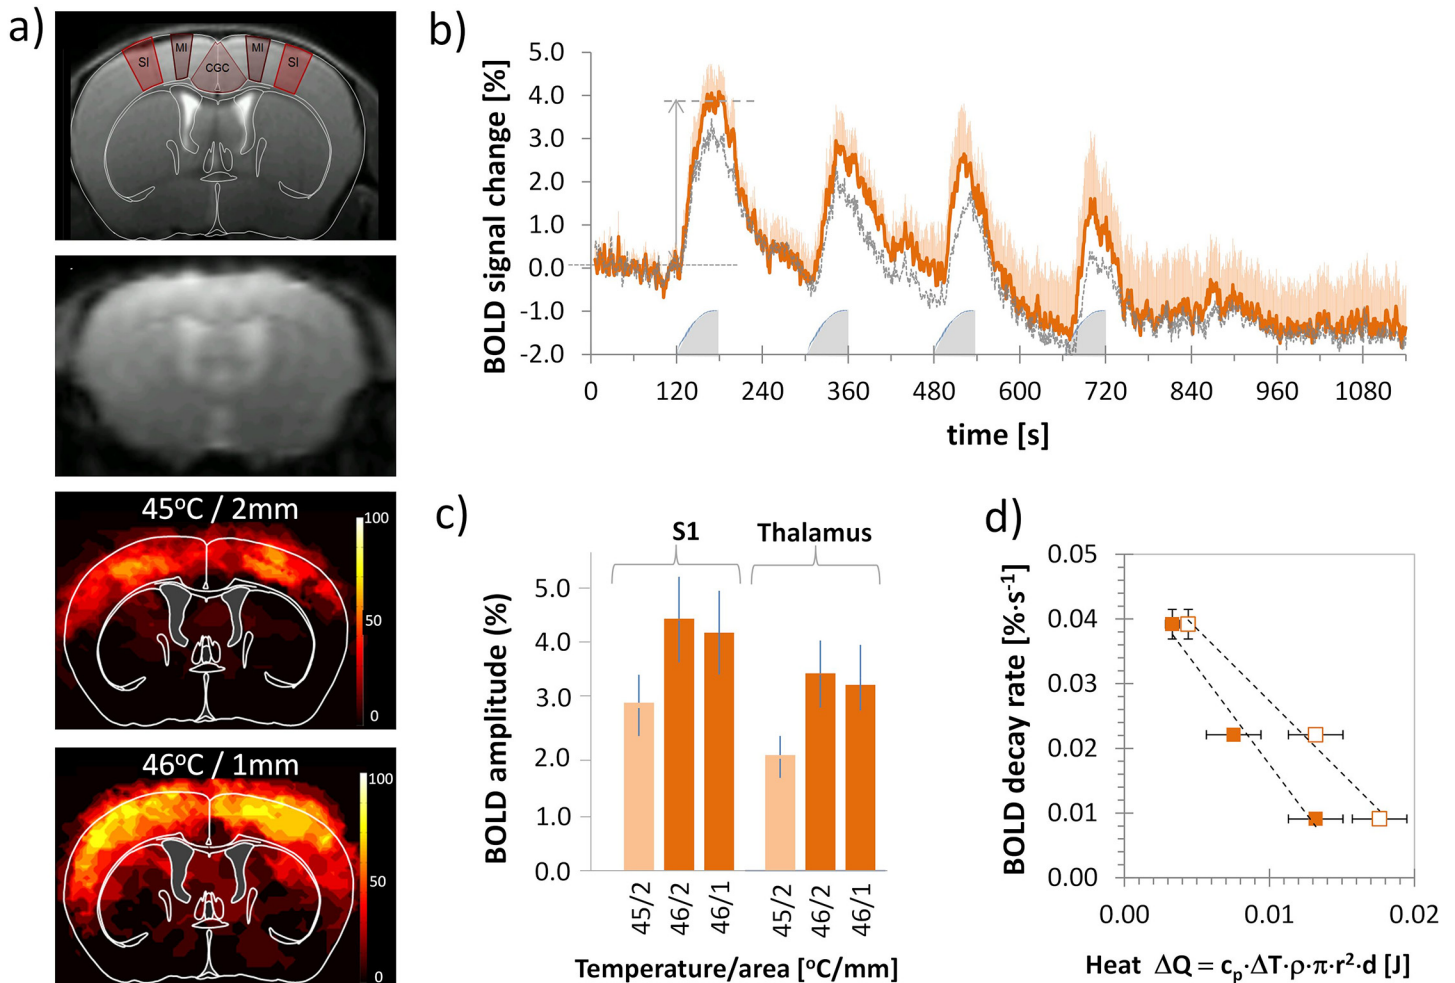 a)
SI
MI
CGC
MI
SI
45°C / 2mm
100
50
0
46°C / 1mm
100
50
0
b)
BOLD signal change [%]
5.0
4.0
3.0
2.0
1.0
0.0
-1.0
-2.0
0 120 240 360 480 600 720 840 960 1080
time [s]
c)
S1 Thalamus
BOLD amplitude (%)
5.0
4.0
3.0
2.0
1.0
0.0
45/2 46/2 46/1 45/2 46/2 46/1
Temperature/area [°C/mm]
d)
BOLD decay rate [%·s⁻¹]
0.05
0.04
0.03
0.02
0.01
0.00
0.00 0.01 0.02
Heat ΔQ = cₚ·ΔT·ρ·π·r²·d [J]